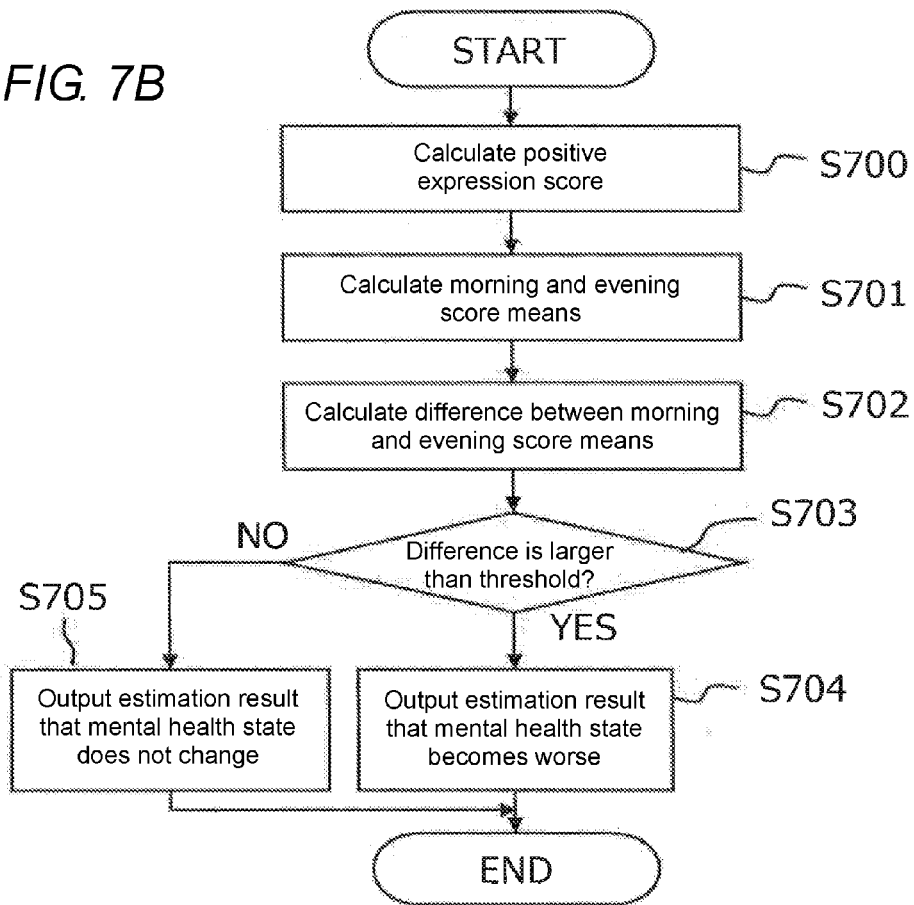 FIG. 7B
START
Calculate positive
expression score
S700
Calculate morning and evening
score means
S701
Calculate difference between morning
and evening score means
S702
Difference is larger
than threshold?
S703
NO
YES
S705
Output estimation result
that mental health state
does not change
Output estimation result
that mental health state
becomes worse
S704
END